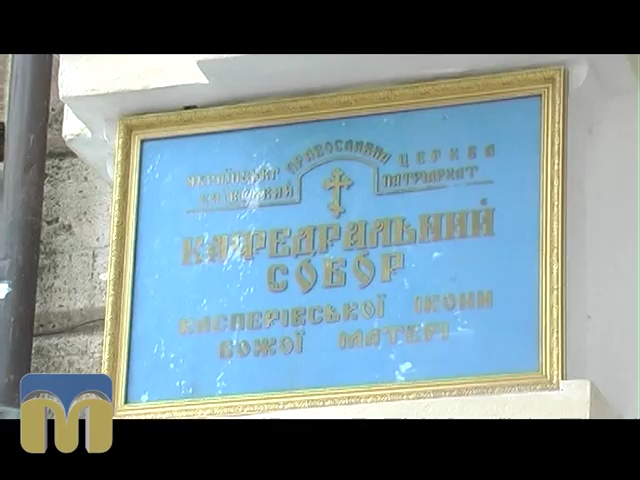 УКРАЇНСЬКА ПРАВОСЛАВНА ЦЕРКВА
КИЇВСЬКИЙ ПАТРІАРХАТ
КАФЕДРАЛЬНИЙ
СОБОР
КАСПЕРІВСЬКОЇ ІКОНИ
БОЖОЇ МАТЕРІ
M